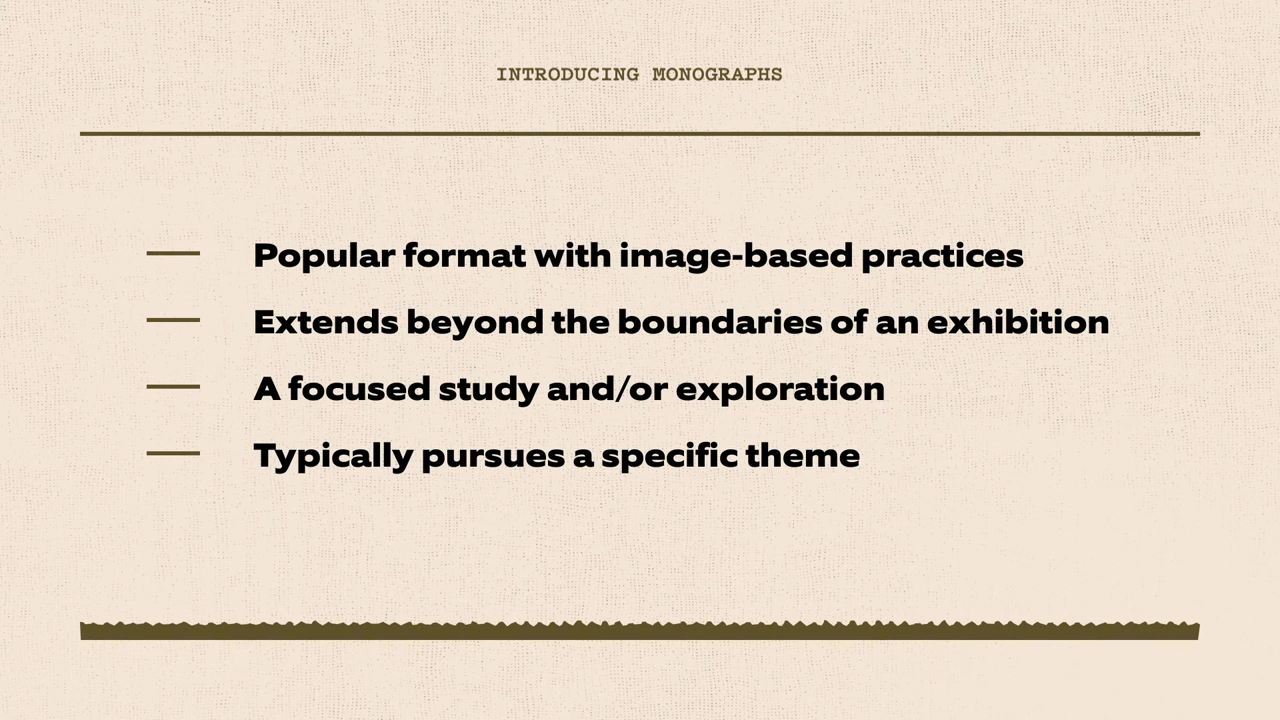 INTRODUCING MONOGRAPHS
Popular format with image-based practices
Extends beyond the boundaries of an exhibition
A focused study and/or exploration
Typically pursues a specific theme